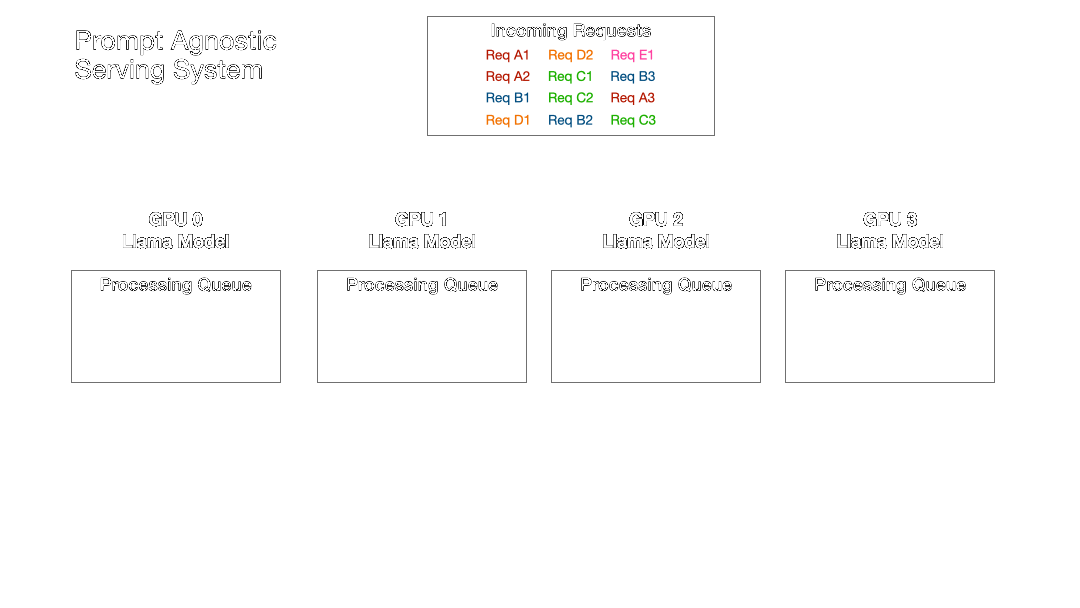 Prompt Agnostic
Serving System
Incoming Requests
Req A1 Req D2 Req E1
Req A2 Req C1 Req B3
Req B1 Req C2 Req A3
Req D1 Req B2 Req C3
GPU 0 GPU 1 GPU 2 GPU 3
Llama Model Llama Model Llama Model Llama Model
Processing Queue Processing Queue Processing Queue Processing Queue